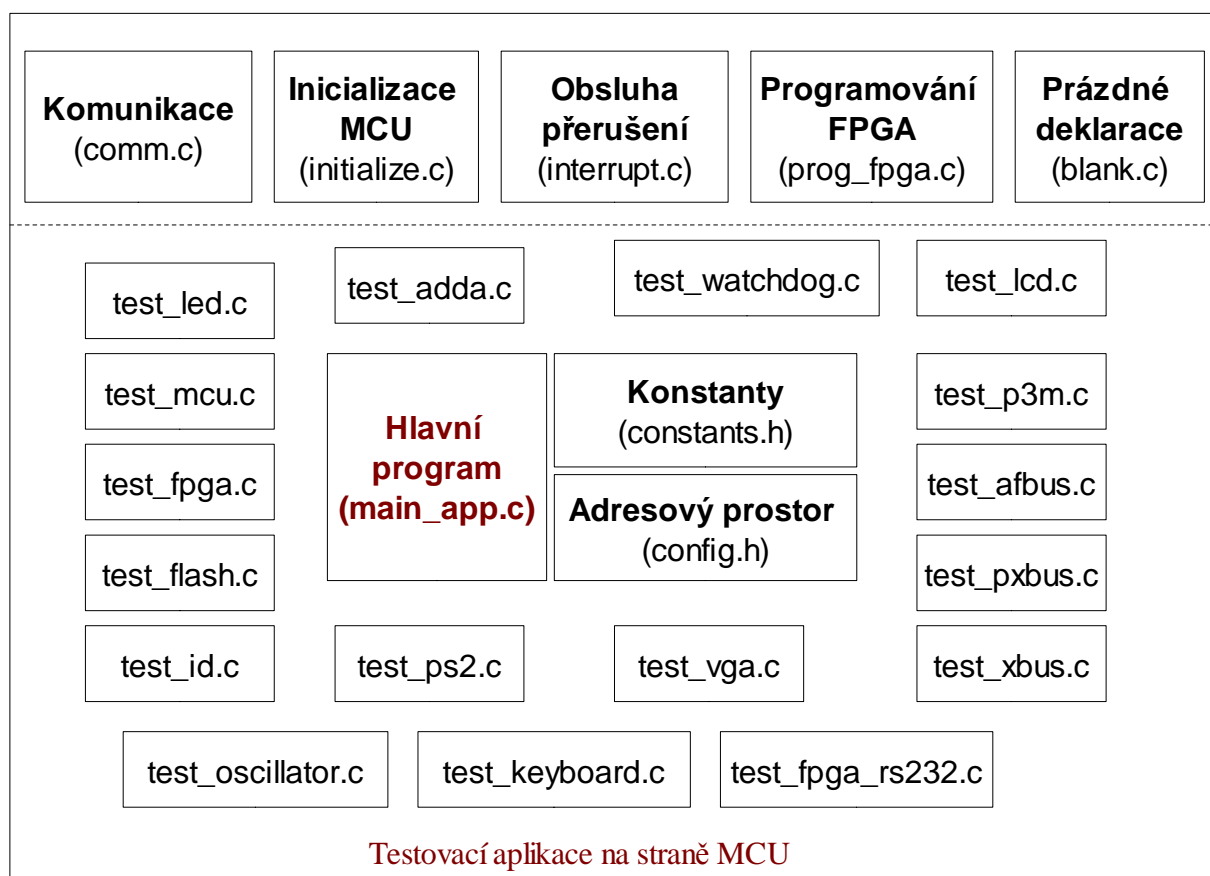 Komunikace
(comm.c)
Inicializace
MCU
(initialize.c)
Obsluha
přerušení
(interrupt.c)
Programování
FPGA
(prog_fpga.c)
Prázdné
deklarace
(blank.c)
test_led.c
test_adda.c
test_watchdog.c
test_lcd.c
test_mcu.c
Hlavní
program
(main_app.c)
Konstanty
(constants.h)
test_p3m.c
test_fpga.c
Adresový prostor
(config.h)
test_afbus.c
test_flash.c
test_pxbus.c
test_id.c
test_ps2.c
test_vga.c
test_xbus.c
test_oscillator.c
test_keyboard.c
test_fpga_rs232.c
Testovací aplikace na straně MCU